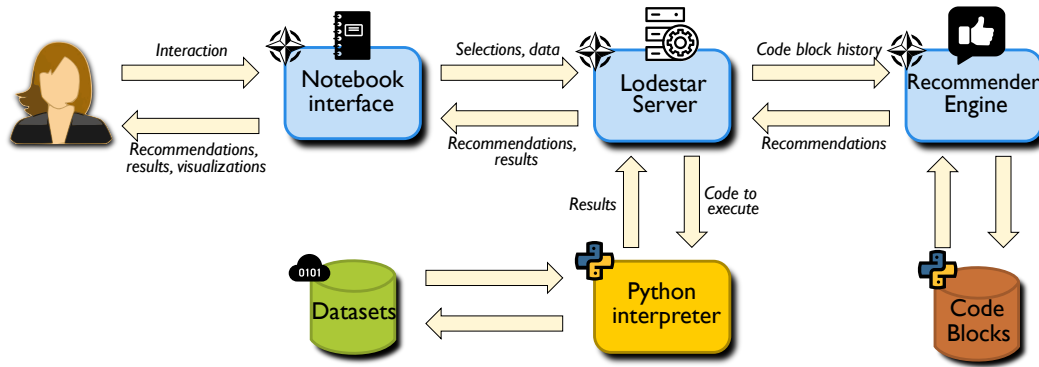 Interaction
Notebook
interface
Recommendations,
results, visualizations
Selections, data
Recommendations,
results
Lodestar
Server
Code block history
Recommendations
Recommender
Engine
Results
Code to
execute
0101
Datasets
Python
interpreter
Code
Blocks